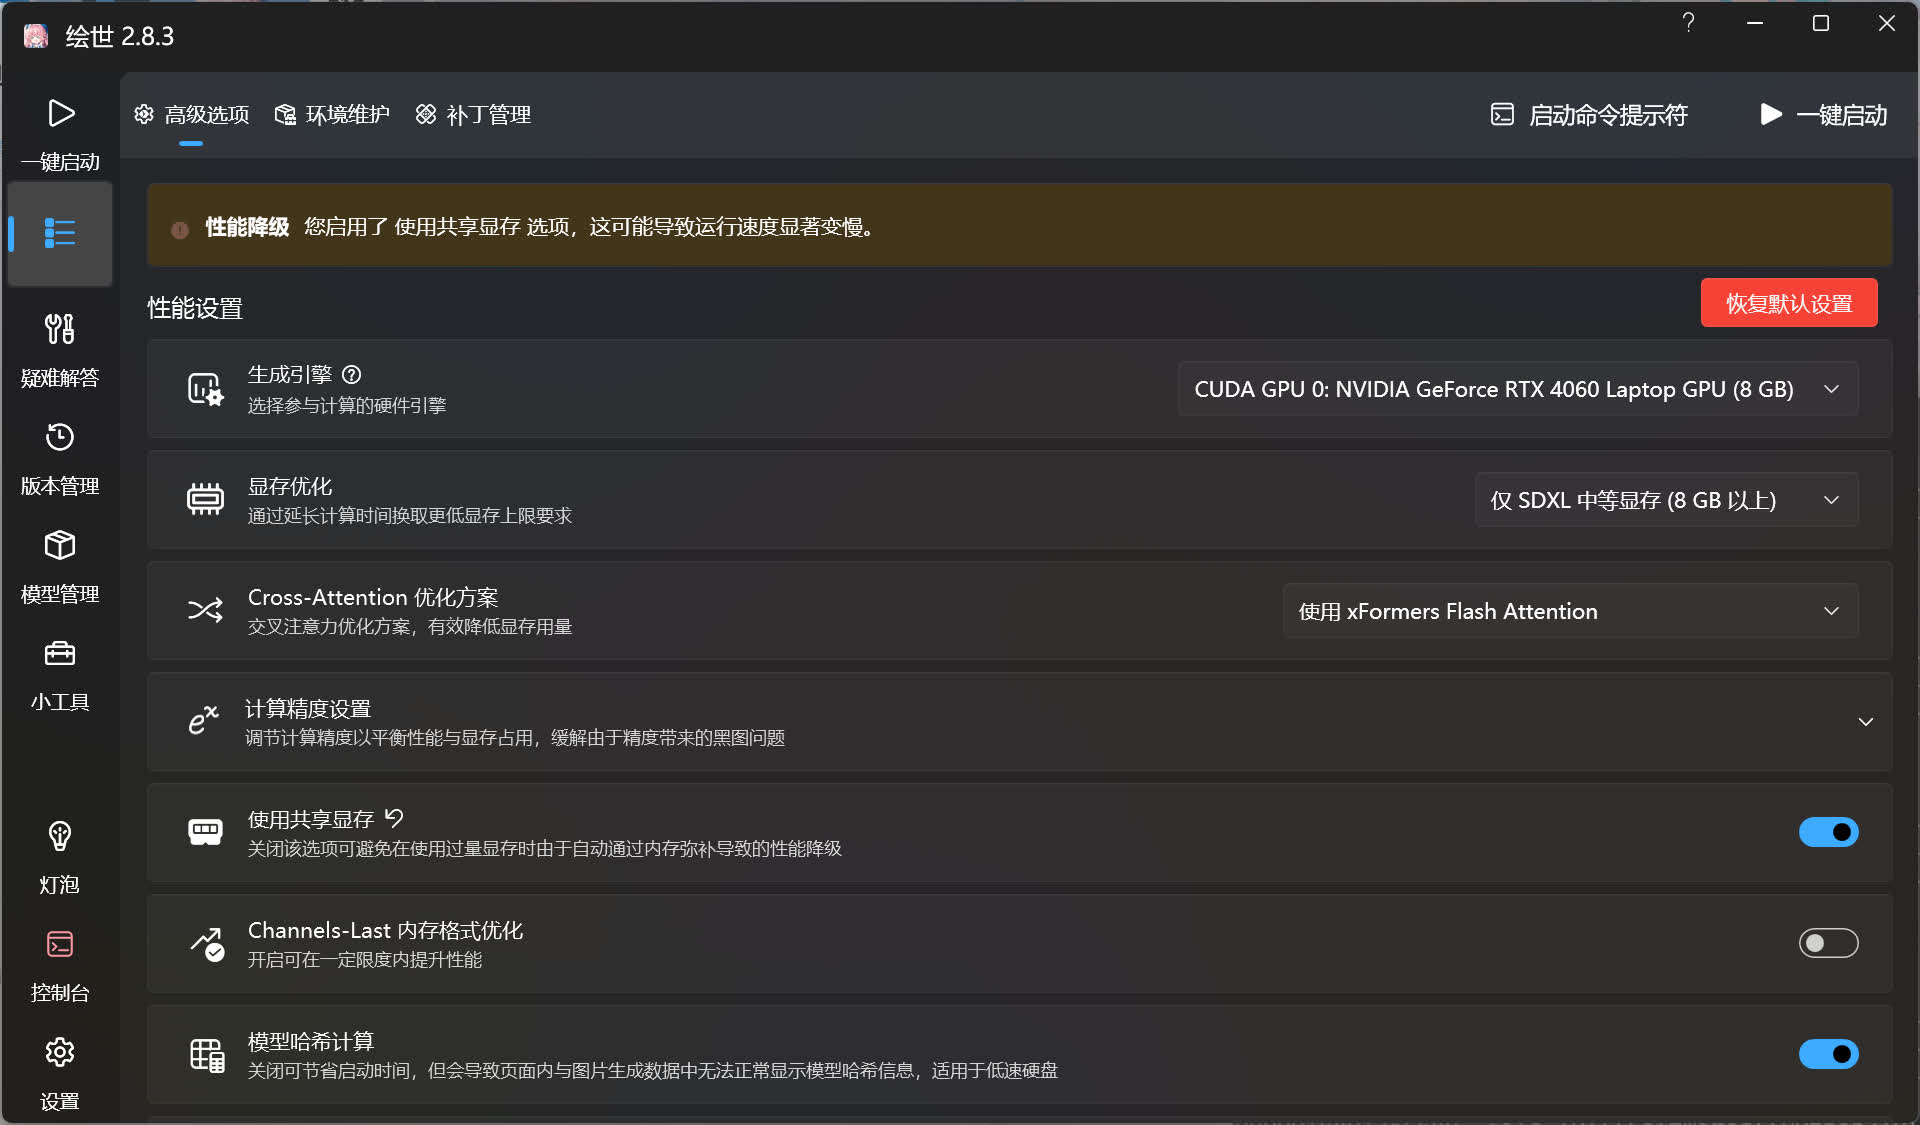 绘世 2.8.3
高级选项 环境维护 补丁管理 启动命令提示符 一键启动
一键启动
疑难解答
版本管理
模型管理
小工具
灯泡
控制台
设置
性能降级 您启用了 使用共享显存 选项，这可能导致运行速度显著变慢。
性能设置
恢复默认设置
生成引擎
选择参与计算的硬件引擎
CUDA GPU 0: NVIDIA GeForce RTX 4060 Laptop GPU (8 GB)
显存优化
通过延长计算时间换取更低显存上限要求
仅 SDXL 中等显存 (8 GB 以上)
Cross-Attention 优化方案
交叉注意力优化方案，有效降低显存用量
使用 xFormers Flash Attention
计算精度设置
调节计算精度以平衡性能与显存占用，缓解由于精度带来的黑图问题
使用共享显存
关闭该选项可避免在使用过量显存时由于自动通过内存弥补导致的性能降级
Channels-Last 内存格式优化
开启可在一定限度内提升性能
模型哈希计算
关闭可节省启动时间，但会导致页面内与图片生成数据中无法正常显示模型哈希信息，适用于低速硬盘